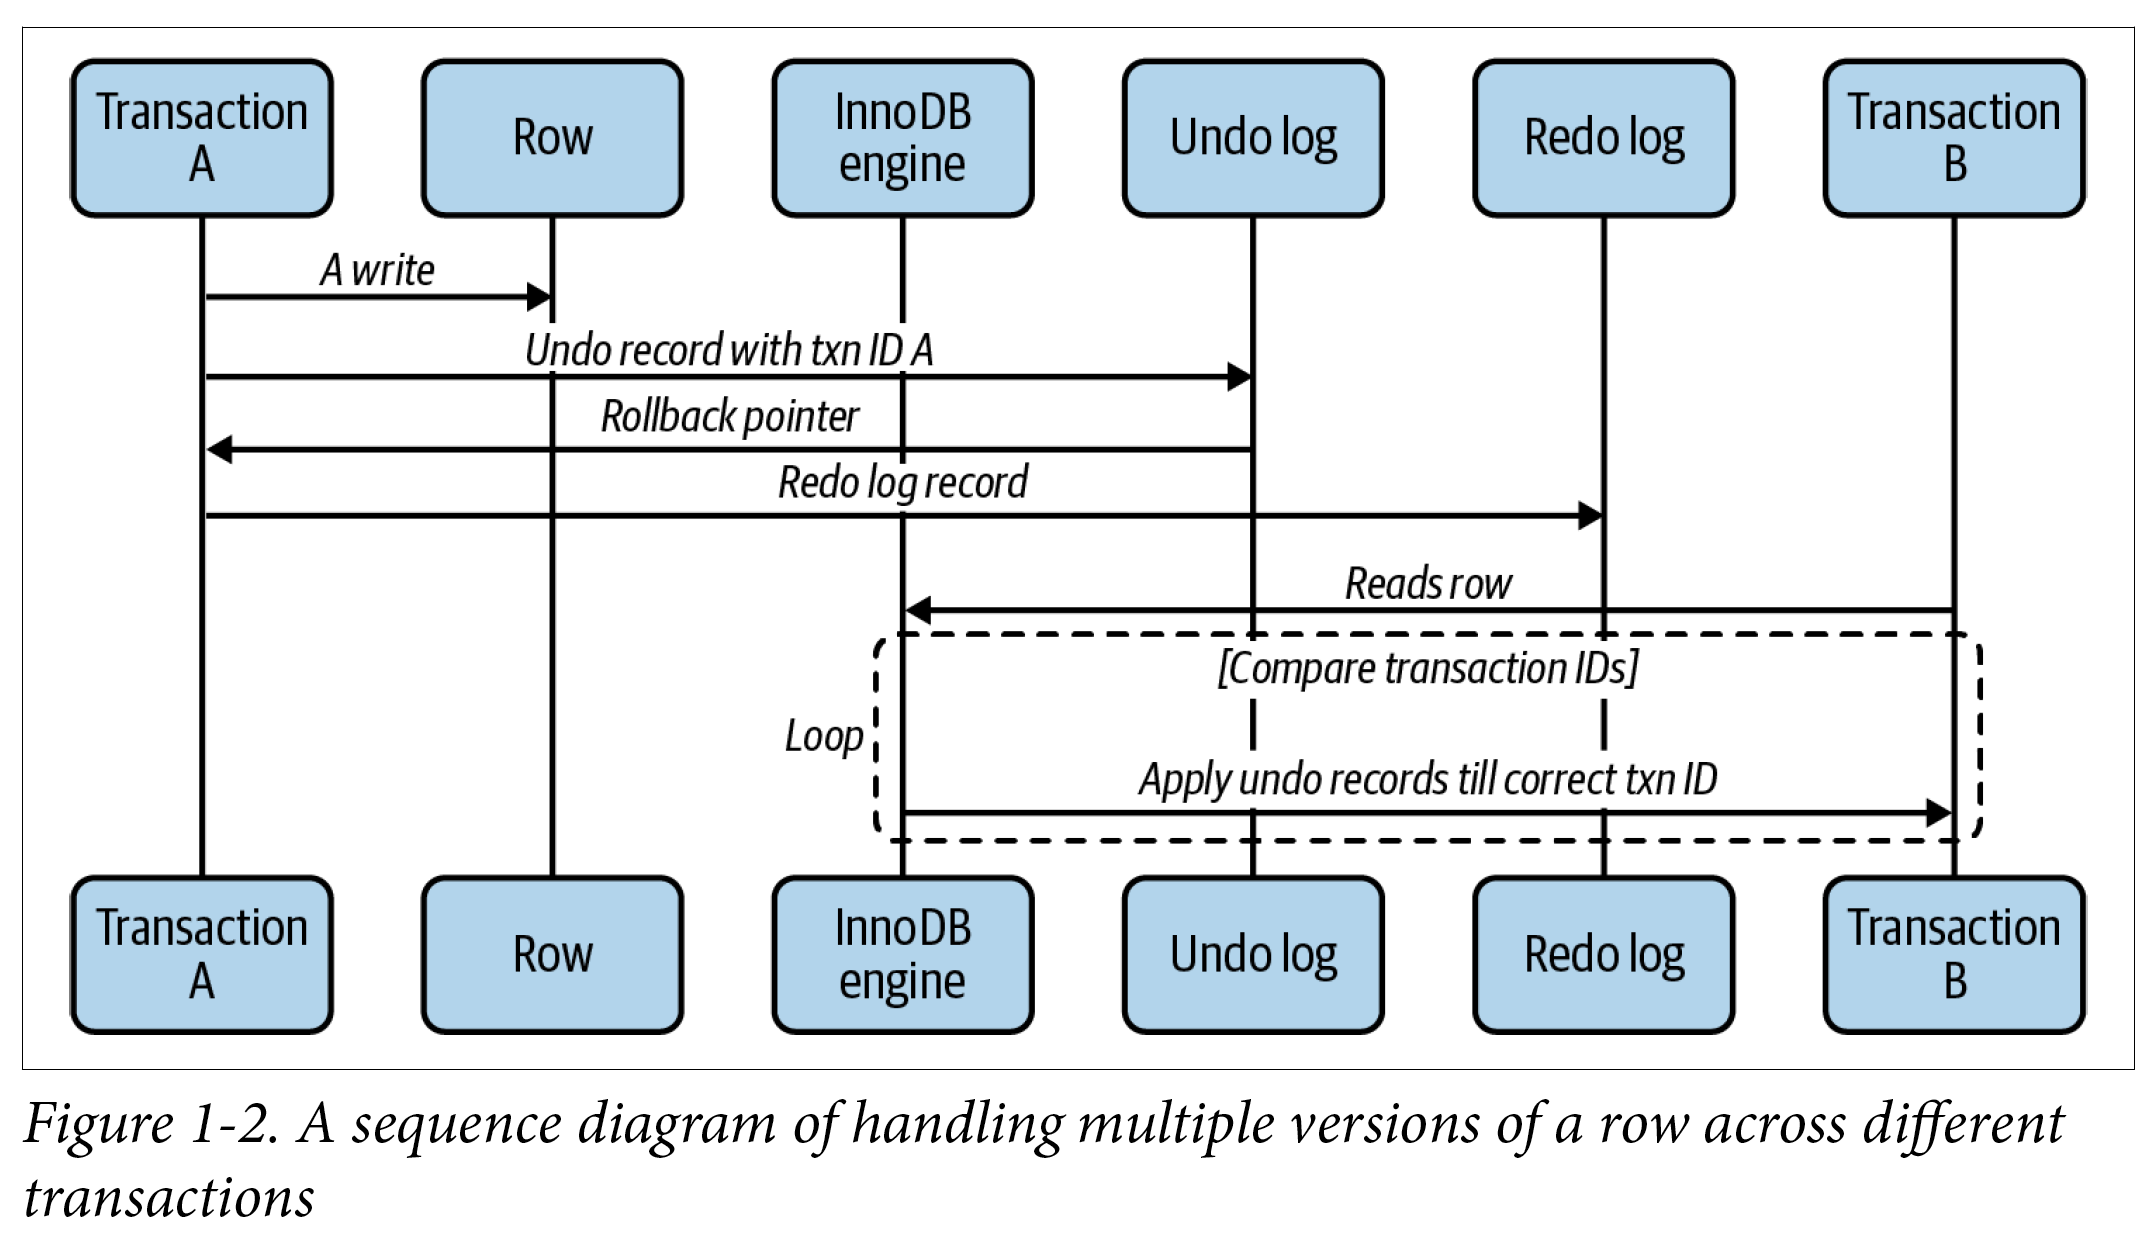 Transaction
A
Row
InnoDB
engine
Undo log
Redo log
Transaction
B
A write
Undo record with txn ID A
Rollback pointer
Redo log record
Reads row
[Compare transaction IDs]
Loop
Apply undo records till correct txn ID
Transaction
A
Row
InnoDB
engine
Undo log
Redo log
Transaction
B
Figure 1-2. A sequence diagram of handling multiple versions of a row across different
transactions